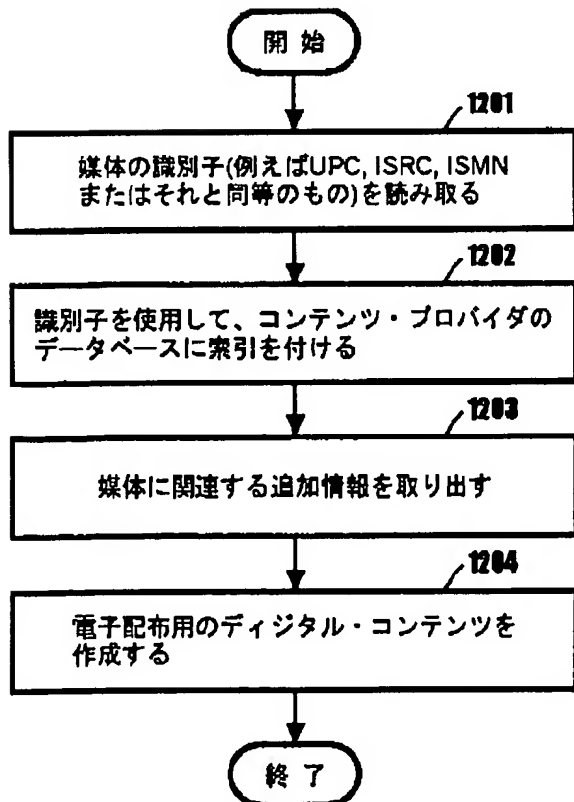 開始
1201
媒体の識別子(例えばUPC, ISRC, ISMN
またはそれと同等のもの)を読み取る
1202
識別子を使用して、コンテンツ・プロバイダの
データベースに索引を付ける
1203
媒体に関連する追加情報を取り出す
1204
電子配布用のディジタル・コンテンツを
作成する
終了